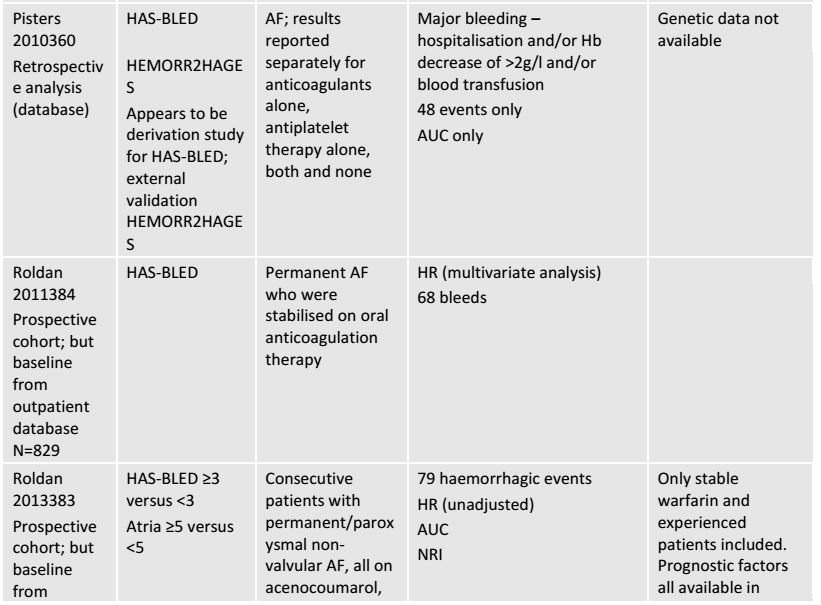 Pisters
2010360
Retrospectiv
e analysis
(database)
HAS-BLED
HEMORR2HAGE
S
Appears to be
derivation study
for HAS-BLED;
external
validation
HEMORR2HAGE
S
AF; results
reported
separately for
anticoagulants
alone,
antiplatelet
therapy alone,
both and none
Major bleeding –
hospitalisation and/or Hb
decrease of >2g/l and/or
blood transfusion
48 events only
AUC only
Genetic data not
available
Roldan
2011384
Prospective
cohort; but
baseline
from
outpatient
database
N=829
HAS-BLED
Permanent AF
who were
stabilised on oral
anticoagulation
therapy
HR (multivariate analysis)
68 bleeds
Roldan
2013383
Prospective
cohort; but
baseline
from
HAS-BLED ≥3
versus <3
Atria ≥5 versus
<5
Consecutive
patients with
permanent/parox
ysmal non-
valvular AF, all on
acenocoumarol,
79 haemorrhagic events
HR (unadjusted)
AUC
NRI
Only stable
warfarin and
experienced
patients included.
Prognostic factors
all available in